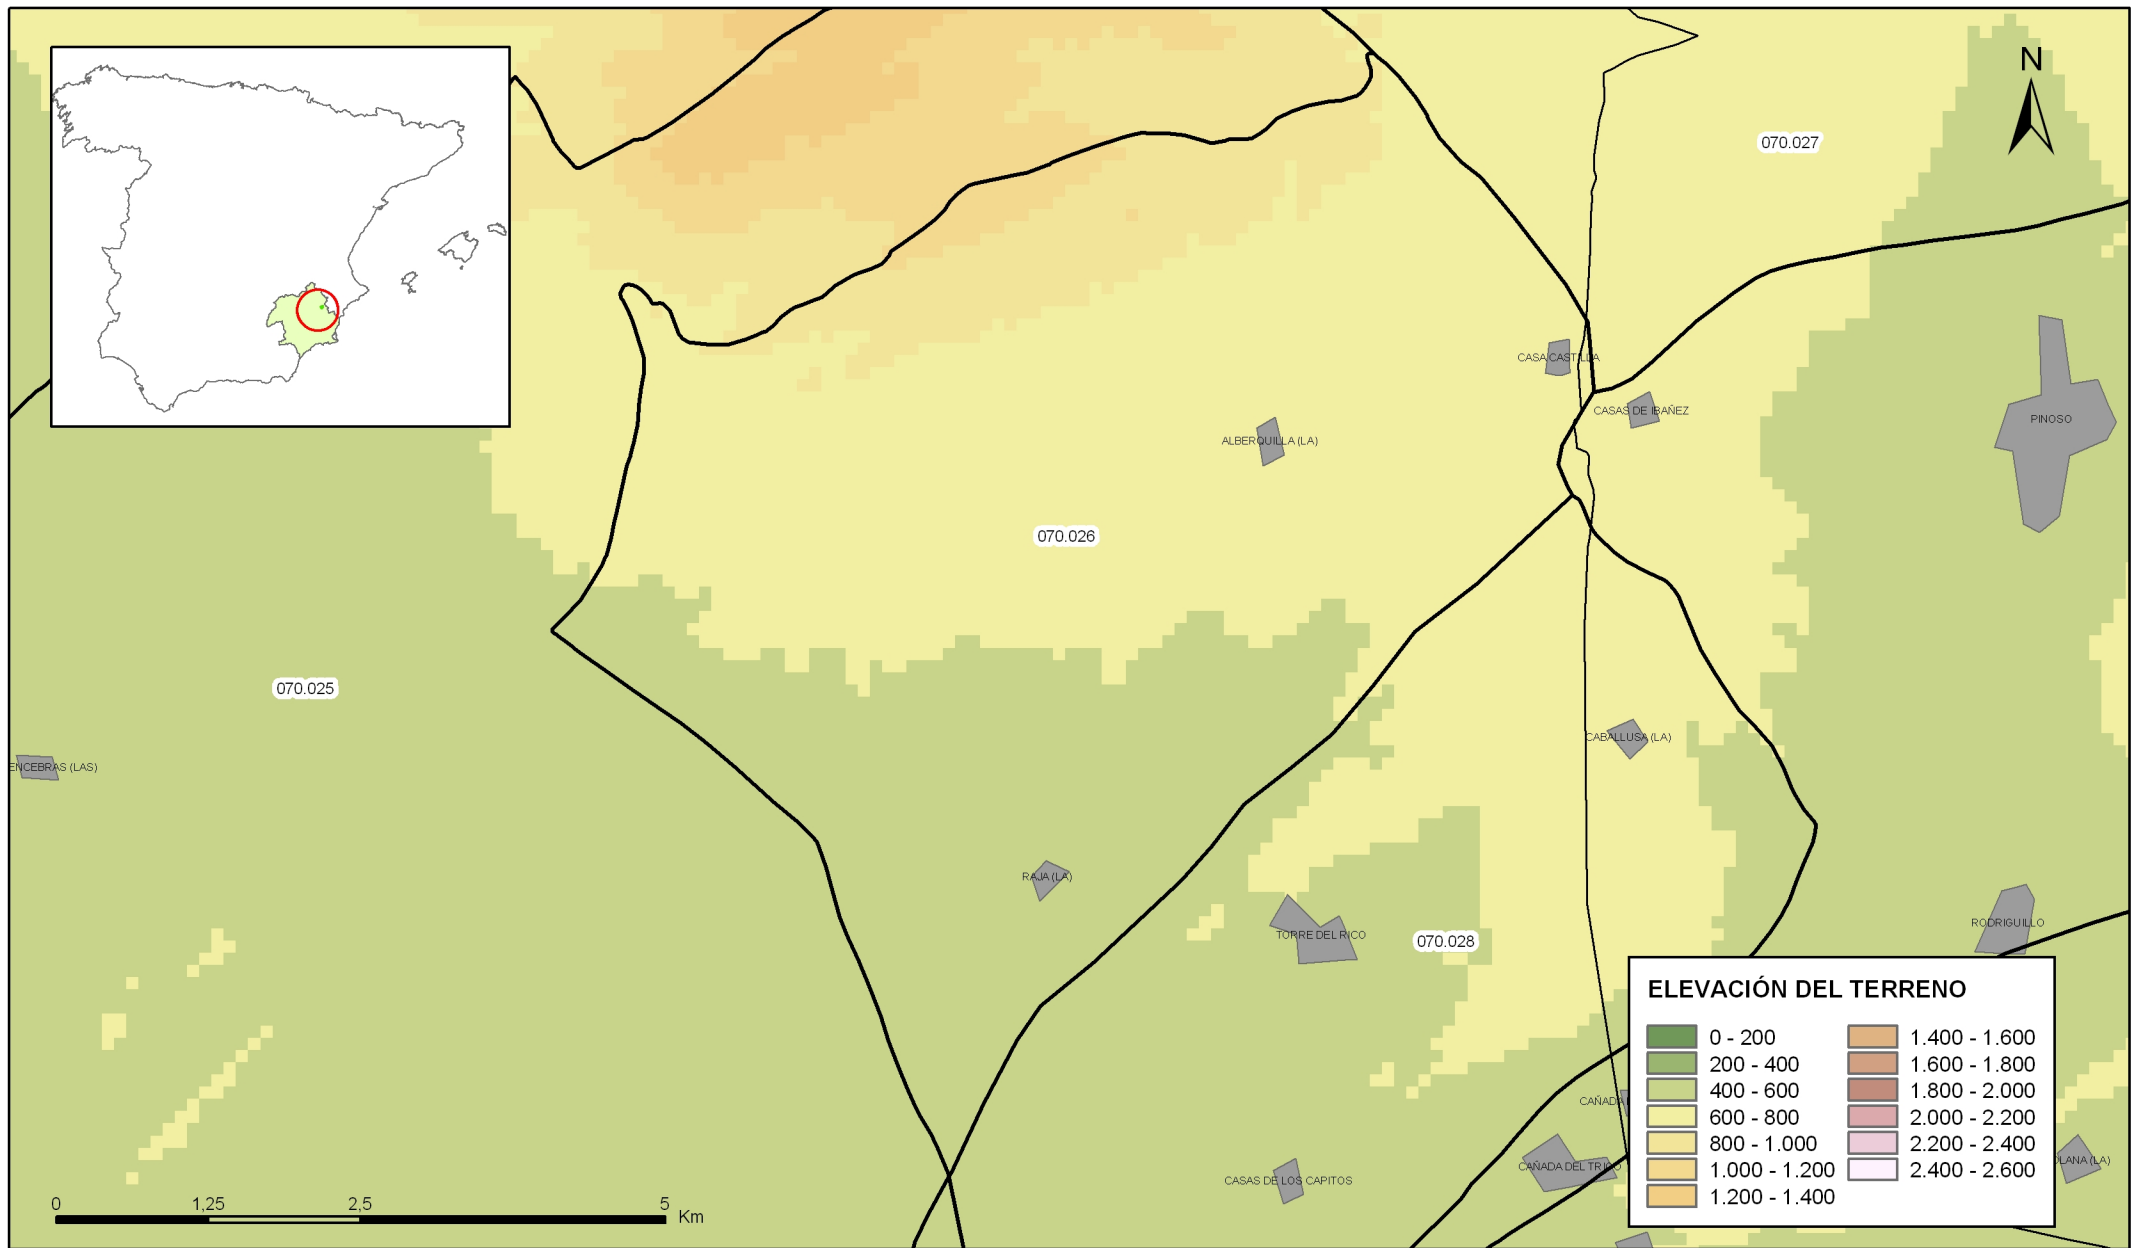 N
070.027
CASA CASTILLA
CASAS DE IBAÑEZ
PINOSO
ALBERQUILLA (LA)
070.026
070.025
CABALLUSA (LA)
ENCEBRAS (LAS)
RAJA (LA)
TORRE DEL RICO
070.028
RODRIGUILLO
ELEVACIÓN DEL TERRENO
0 - 200
200 - 400
400 - 600
600 - 800
800 - 1.000
1.000 - 1.200
1.200 - 1.400
1.400 - 1.600
1.600 - 1.800
1.800 - 2.000
2.000 - 2.200
2.200 - 2.400
2.400 - 2.600
CAÑADA
CAÑADA DEL TRIGO
CASAS DE LOS CAPITOS
LANA (LA)
0 1,25 2,5 5 Km